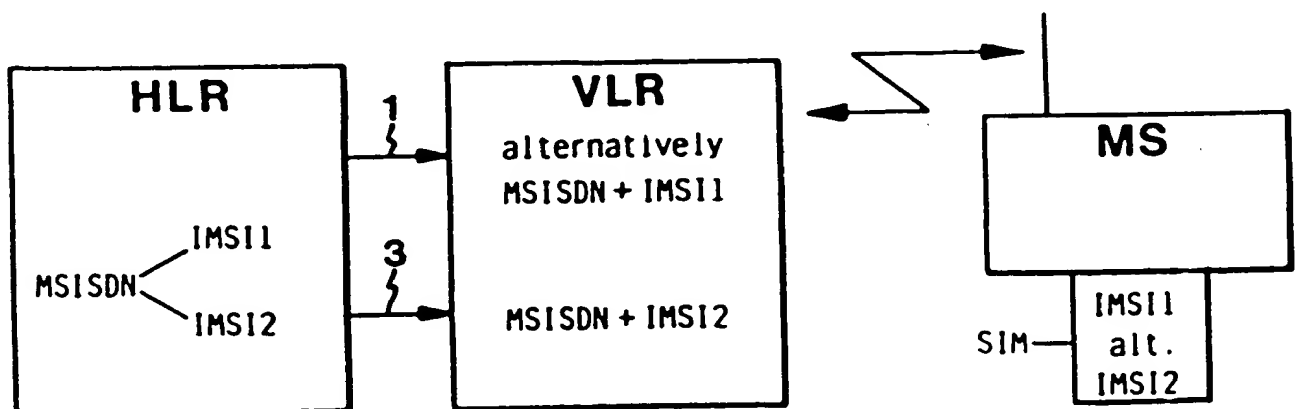 HLR
1
VLR
alternatively
MSISDN + IMSI1
MS
IMSI1
MSISDN
IMSI2
3
MSISDN + IMSI2
SIM
IMSI1
alt.
IMSI2